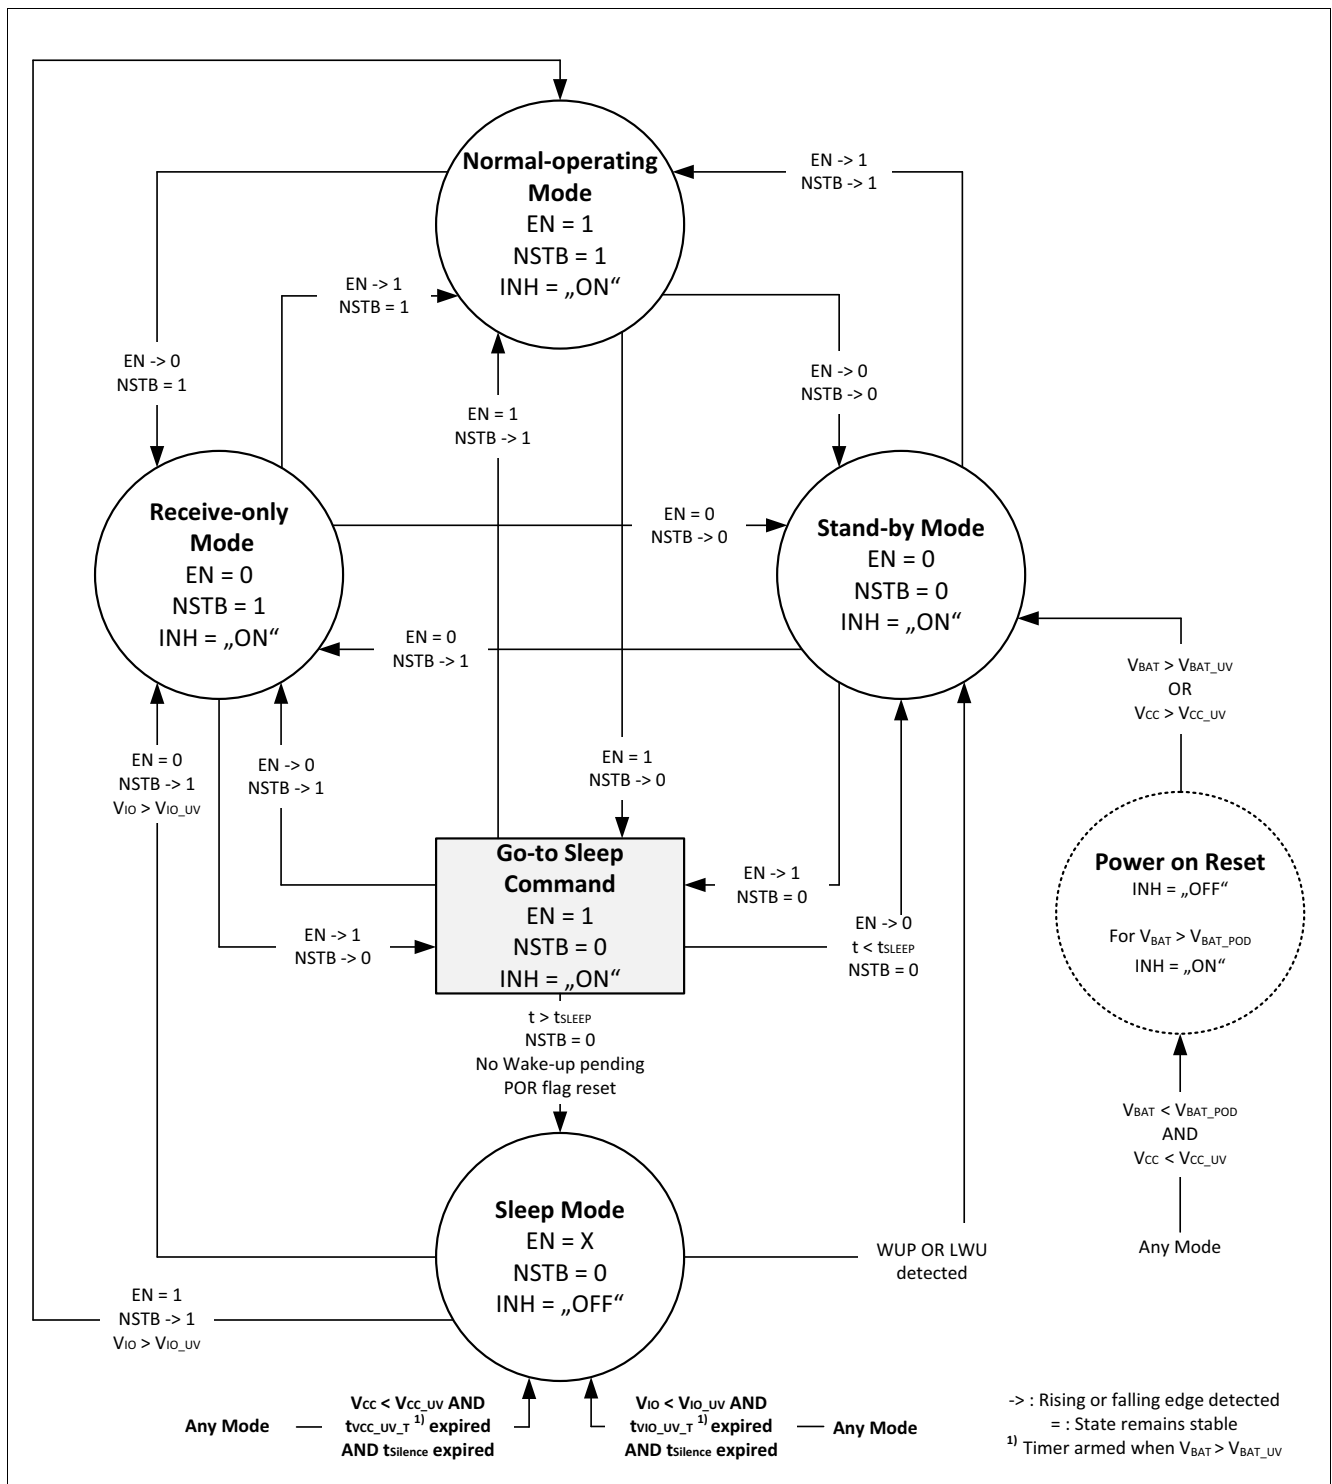 Normal-operating
Mode
EN = 1
NSTB = 1
INH = „ON“
EN -> 1
NSTB -> 1
EN -> 1
NSTB = 1
EN -> 0
NSTB = 1
EN -> 0
NSTB -> 0
EN = 1
NSTB -> 1
Receive-only
Mode
EN = 0
NSTB = 1
INH = „ON“
EN = 0
NSTB -> 0
Stand-by Mode
EN = 0
NSTB = 0
INH = „ON“
EN = 0
NSTB -> 1
VBAT > VBAT_UV
OR
VCC > VCC_UV
EN = 0
NSTB -> 1
VIO > VIO_UV
EN -> 0
NSTB -> 1
EN = 1
NSTB -> 0
Go-to Sleep
Command
EN = 1
NSTB = 0
INH = „ON“
EN -> 1
NSTB = 0
EN -> 1
NSTB -> 0
EN -> 0
t < tSLEEP
NSTB = 0
Power on Reset
INH = „OFF“
For VBAT > VBAT_POD
INH = „ON“
t > tSLEEP
NSTB = 0
No Wake-up pending
POR flag reset
VBAT < VBAT_POD
AND
VCC < VCC_UV
Any Mode
Sleep Mode
EN = X
NSTB = 0
INH = „OFF“
WUP OR LWU
detected
EN = 1
NSTB -> 1
VIO > VIO_UV
Any Mode
VCC < VCC_UV AND
tVCC_UV_T 1) expired
AND tSilence expired
VIO < VIO_UV AND
tVIO_UV_T 1) expired
AND tSilence expired
Any Mode
-> : Rising or falling edge detected
= : State remains stable
1) Timer armed when VBAT > VBAT_UV